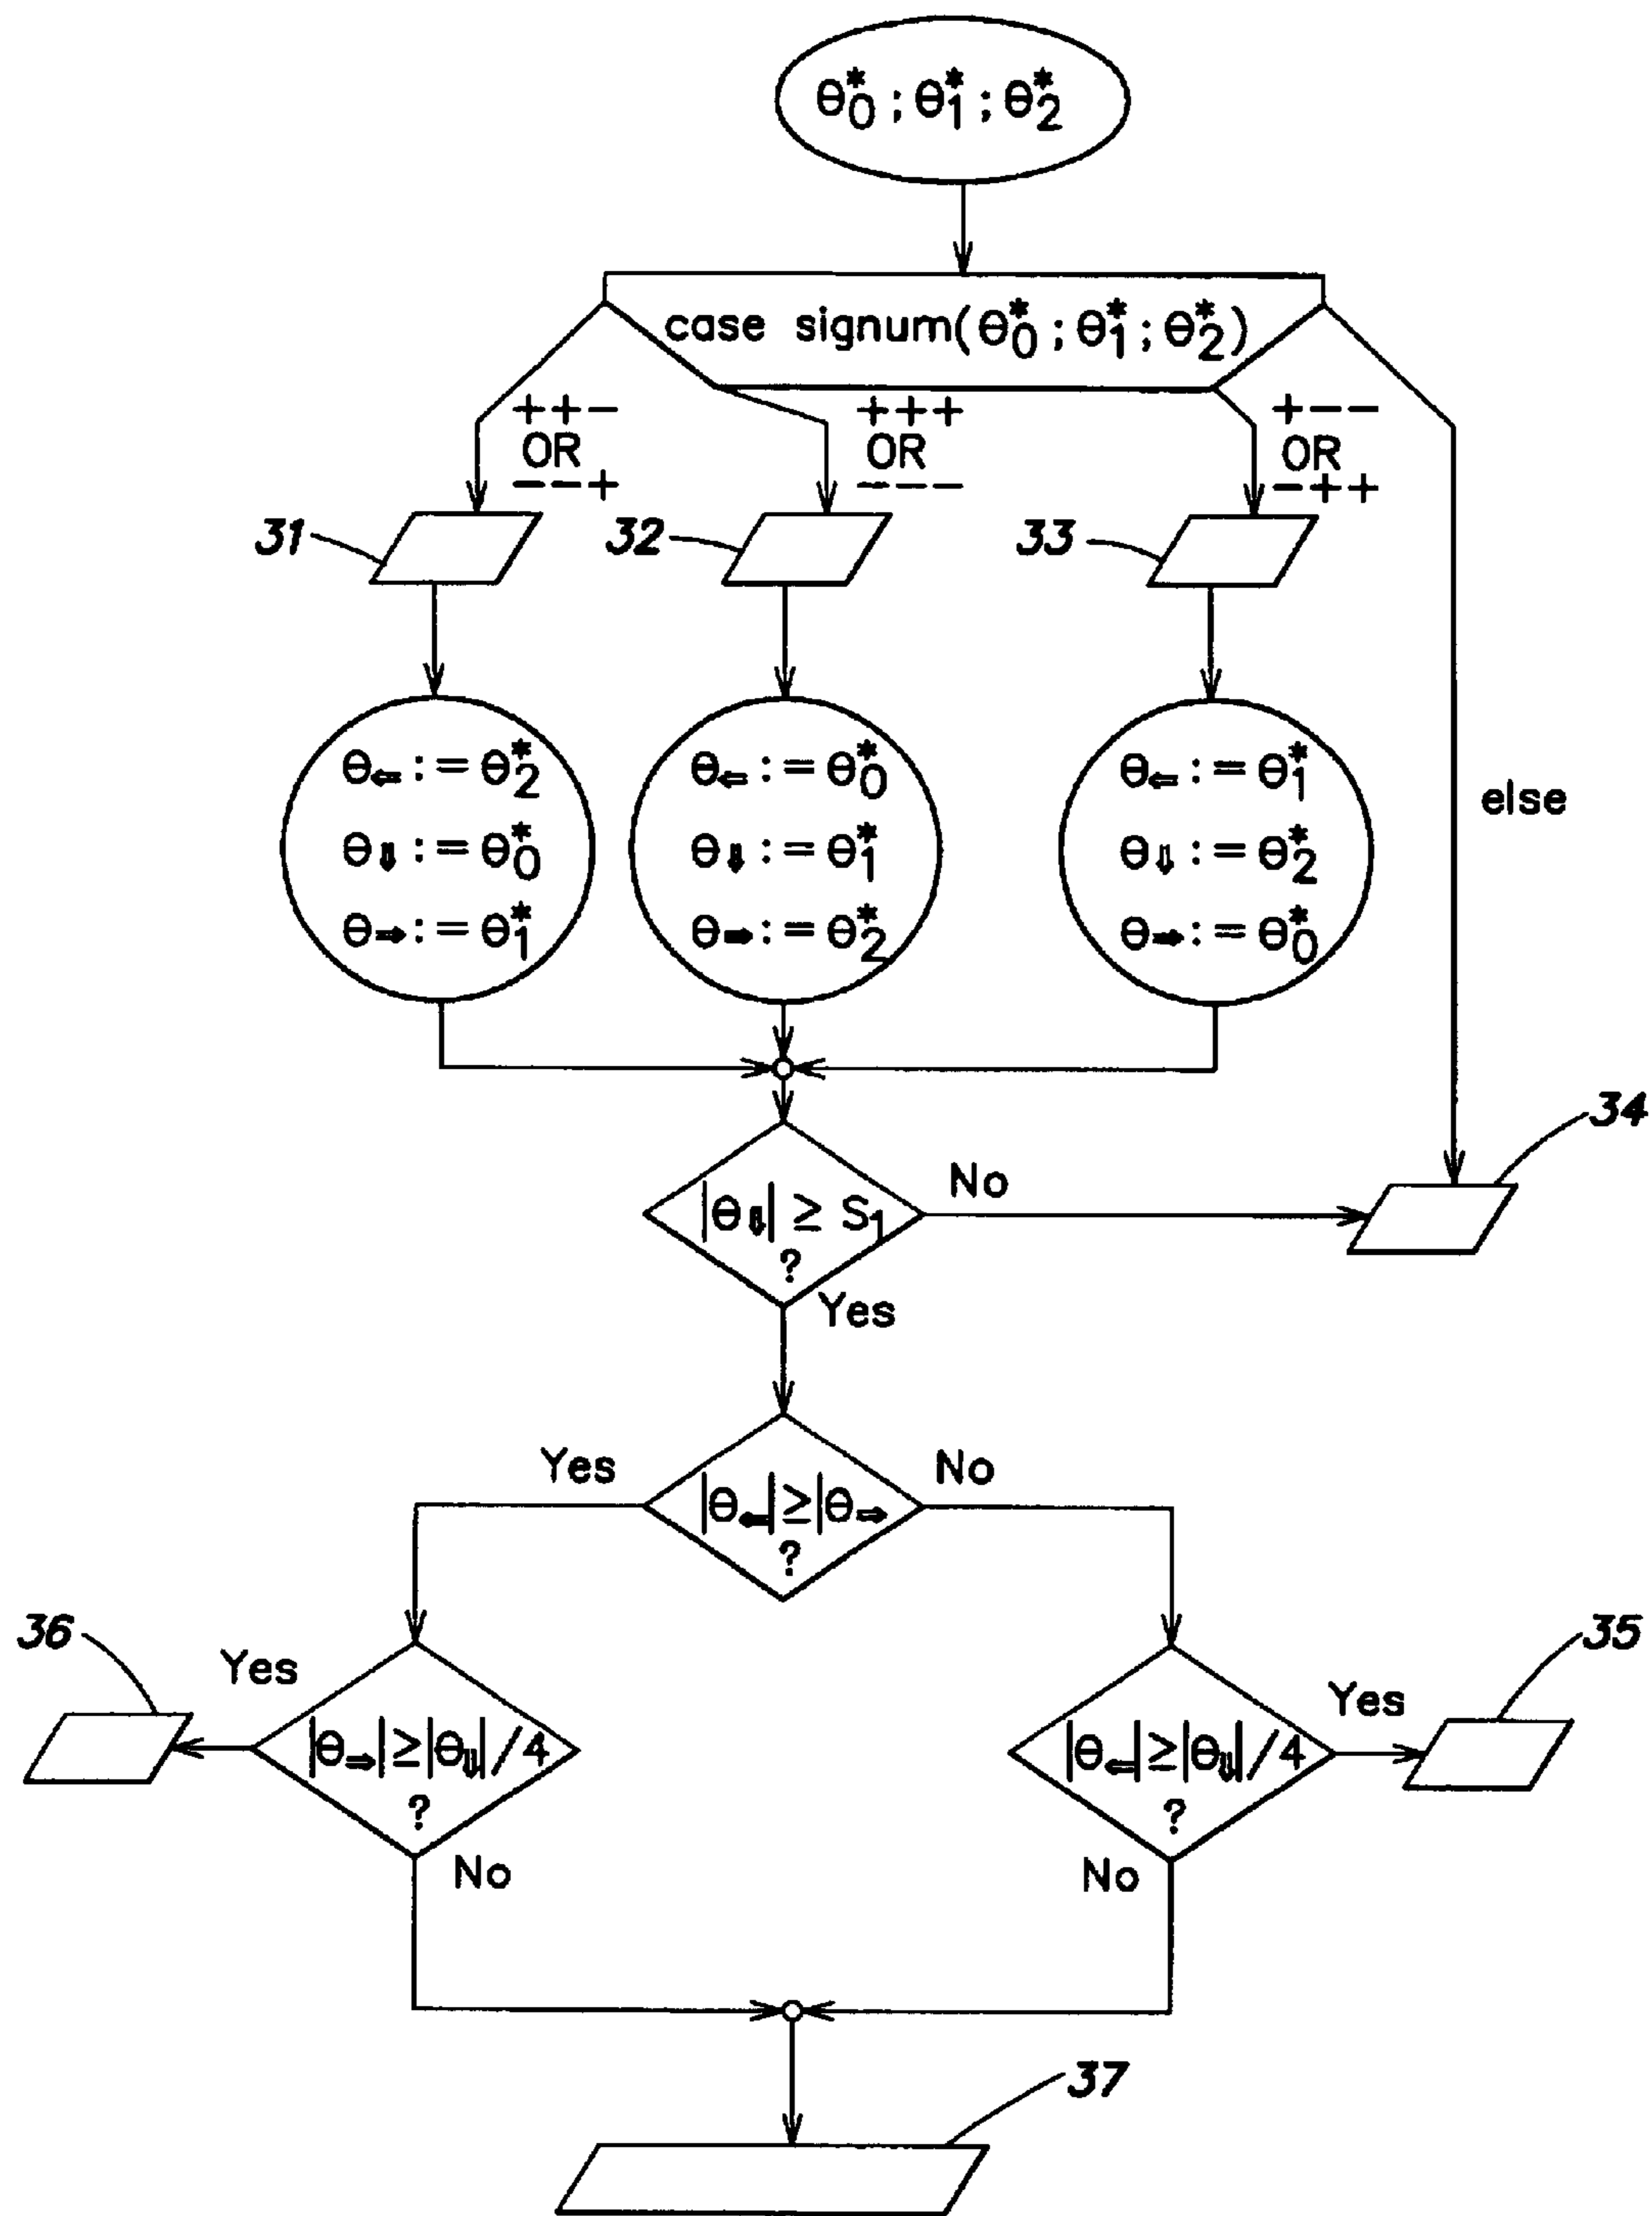 θ*0 ; θ*1 ; θ*2
case signum(θ*0 ; θ*1 ; θ*2)
++-
OR
--+
+++
OR
---
+--
OR
-++
31
32
33
θ⇐ := θ*2
θ⇓ := θ*0
θ⇒ := θ*1
θ⇐ := θ*0
θ⇓ := θ*1
θ⇒ := θ*2
θ⇐ := θ*1
θ⇓ := θ*2
θ⇒ := θ*0
else
34
|θ⇓| ≥ S1
?
No
Yes
|θ⇐|≥|θ⇒
?
Yes
No
36
Yes
|θ⇒|≥|θ⇓|/4
?
No
35
Yes
|θ⇐|≥|θ⇓|/4
?
No
37